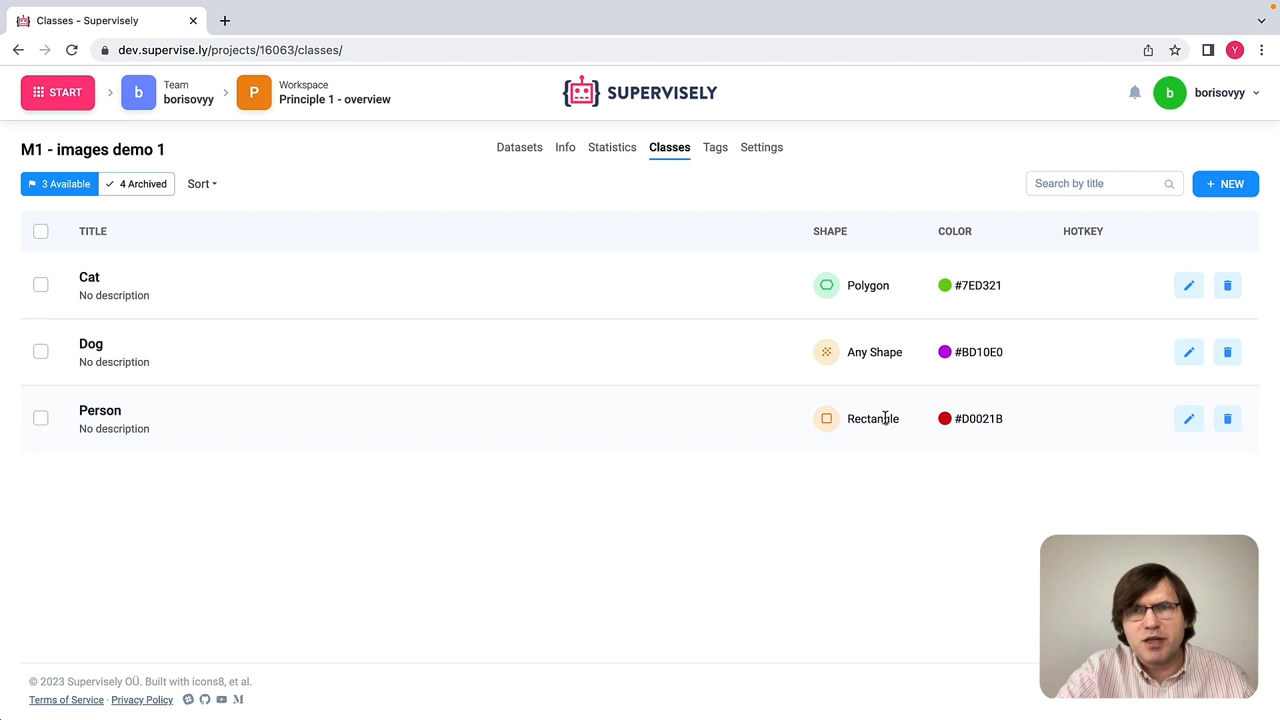 Classes - Supervisely
dev.supervise.ly/projects/16063/classes/
Y
START
b
Team
borisovyy
P
Workspace
Principle 1 - overview
SUPERVISELY
b
borisovyy
M1 - images demo 1
Datasets Info Statistics Classes Tags Settings
3 Available 4 Archived Sort
Search by title
+ NEW
TITLE SHAPE COLOR HOTKEY
Cat
No description
Polygon #7ED321
Dog
No description
Any Shape #BD10E0
Person
No description
Rectangle #D0021B
© 2023 Supervisely OÜ. Built with icons8, et al.
Terms of Service · Privacy Policy